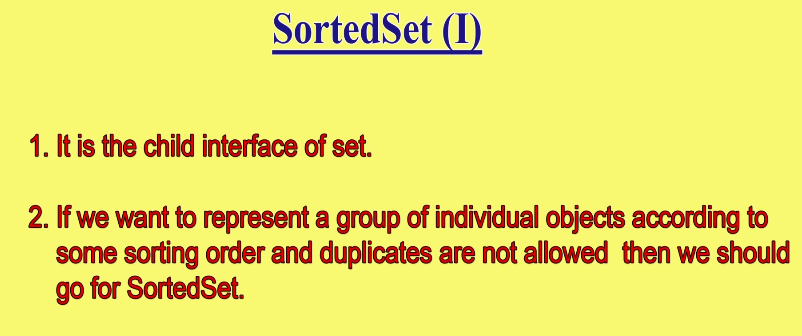 SortedSet (I)
1. It is the child interface of set.
2. If we want to represent a group of individual objects according to
some sorting order and duplicates are not allowed then we should
go for SortedSet.